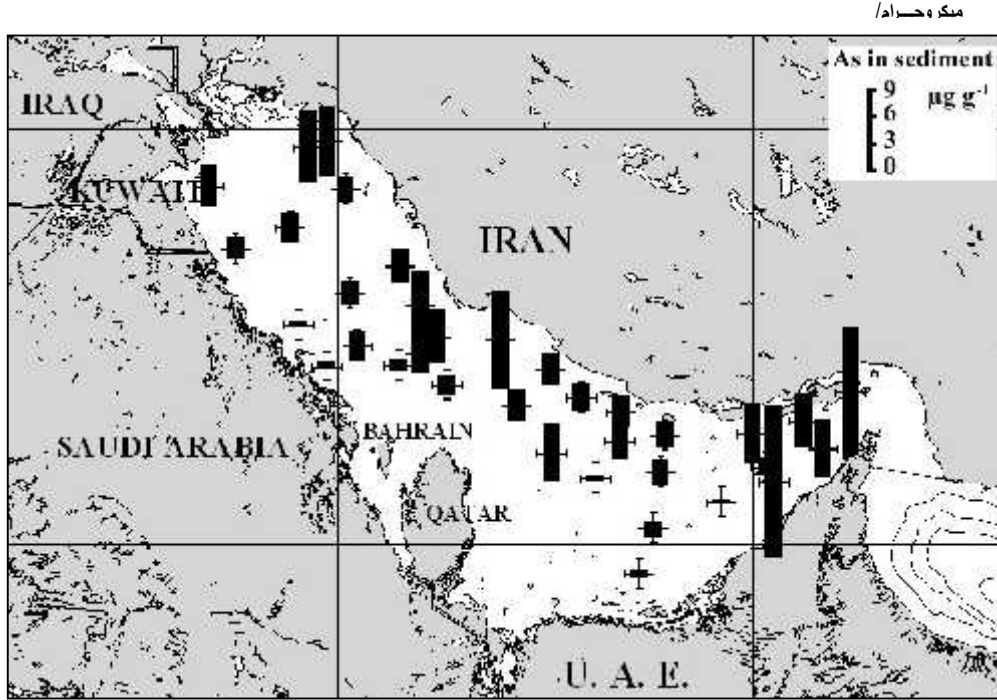 ميكروجرام/
As in sediment
9
6 µg g⁻¹
3
0
IRAQ
KUWAIT
IRAN
SAUDI ARABIA
BAHRAIN
QATAR
U. A. E.